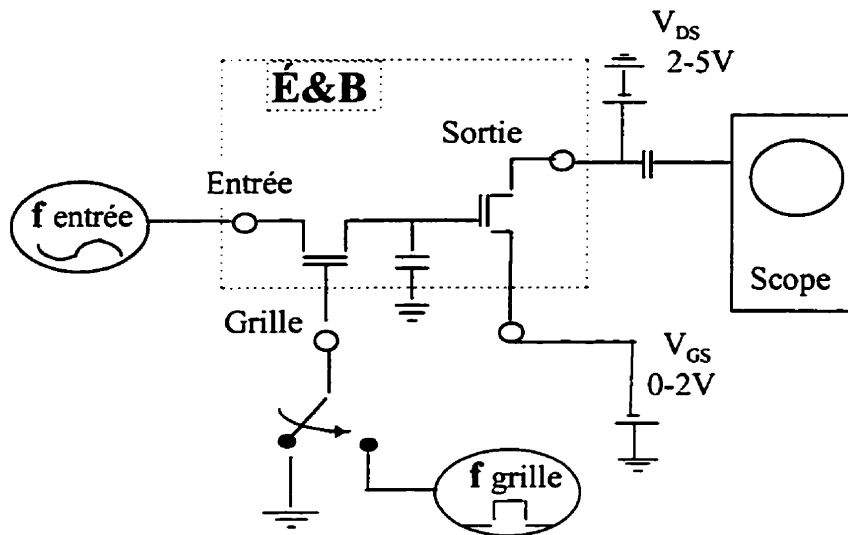 V_DS
2-5V
É&B
Sortie
Entrée
f entrée
Scope
Grille
V_GS
0-2V
f grille